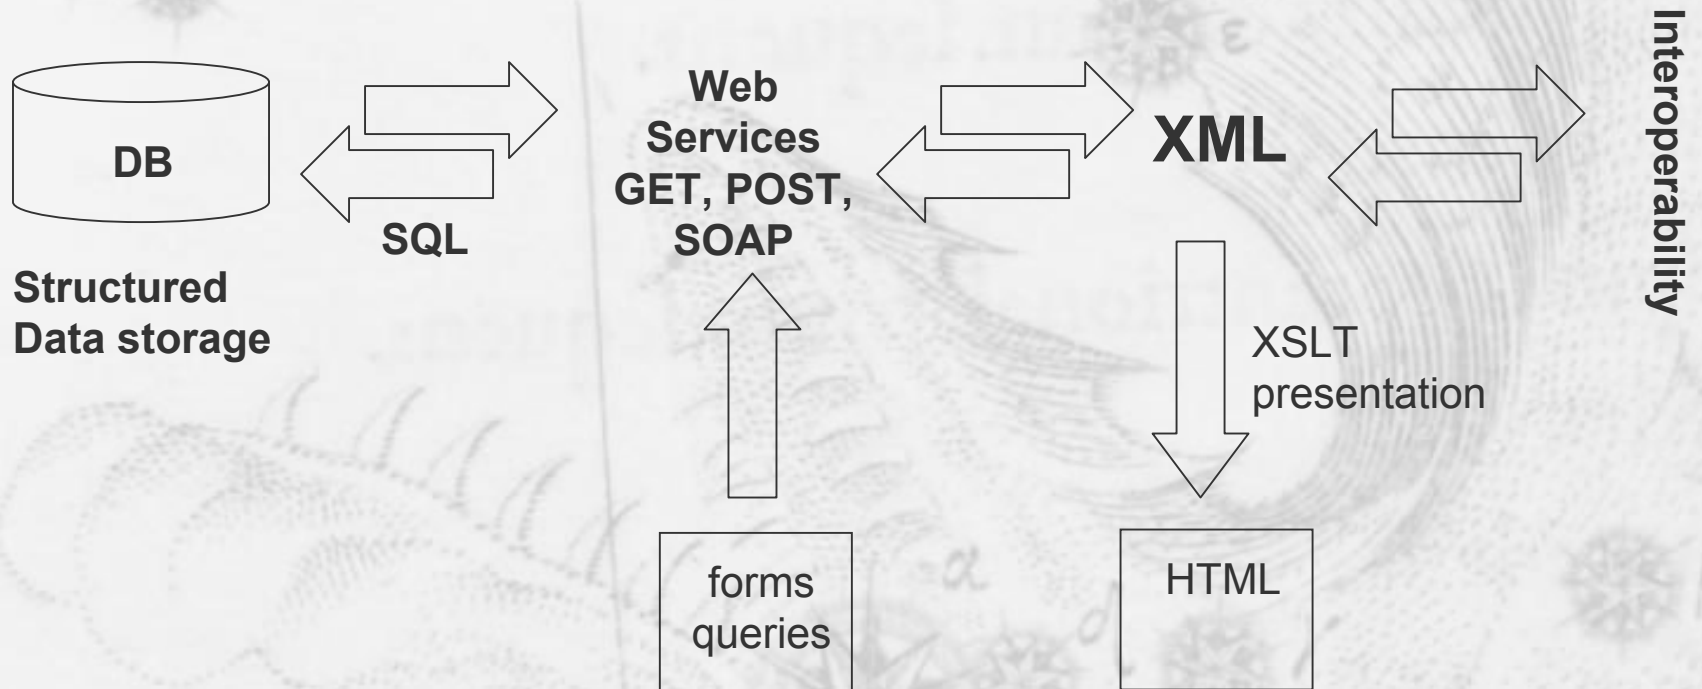 DB
Structured
Data storage
SQL
Web
Services
GET, POST,
SOAP
forms
queries
XML
XSLT
presentation
HTML
Interoperability
ε
B
α